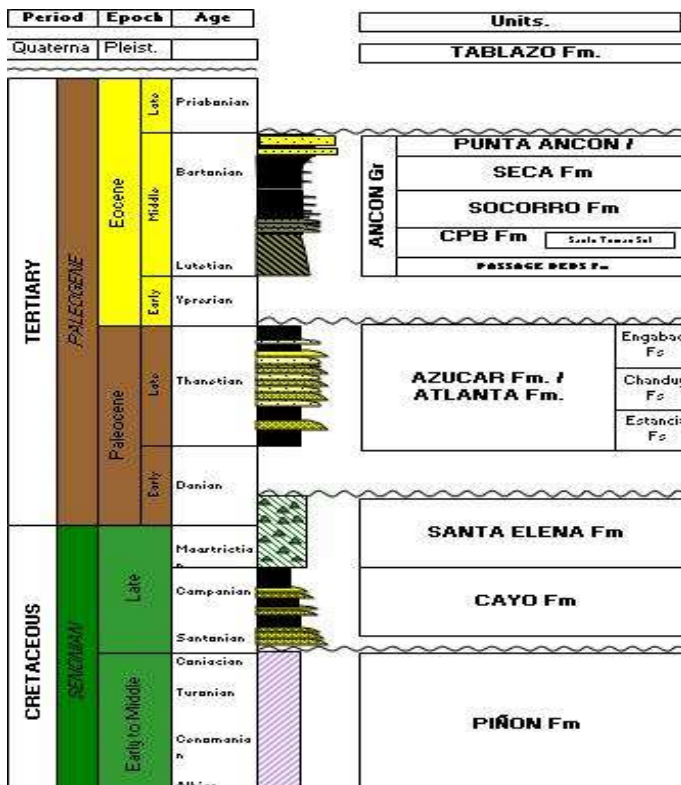 Period Epoch Age Units.
Quaterna Pleist. TABLAZO Fm.
TERTIARY
PALEOGENE
Eocene
Late
Priabonian
Middle
Bartonian
Lutetian
Early
Ypresian
Paleocene
Late
Thanetian
Early
Danian
CRETACEOUS
SENONIAN
Late
Maastrictia
n
Campanian
Santonian
Early to Middle
Coniacian
Turonian
Cenomania
n
ANCON Gr
PUNTA ANCON /
SECA Fm
SOCORRO Fm
CPB Fm
PASSAGE BEDS Fm
AZUCAR Fm. /
ATLANTA Fm.
Engabac
Fs
Chanduy
Fs
Estancia
Fs
SANTA ELENA Fm
CAYO Fm
PIÑON Fm